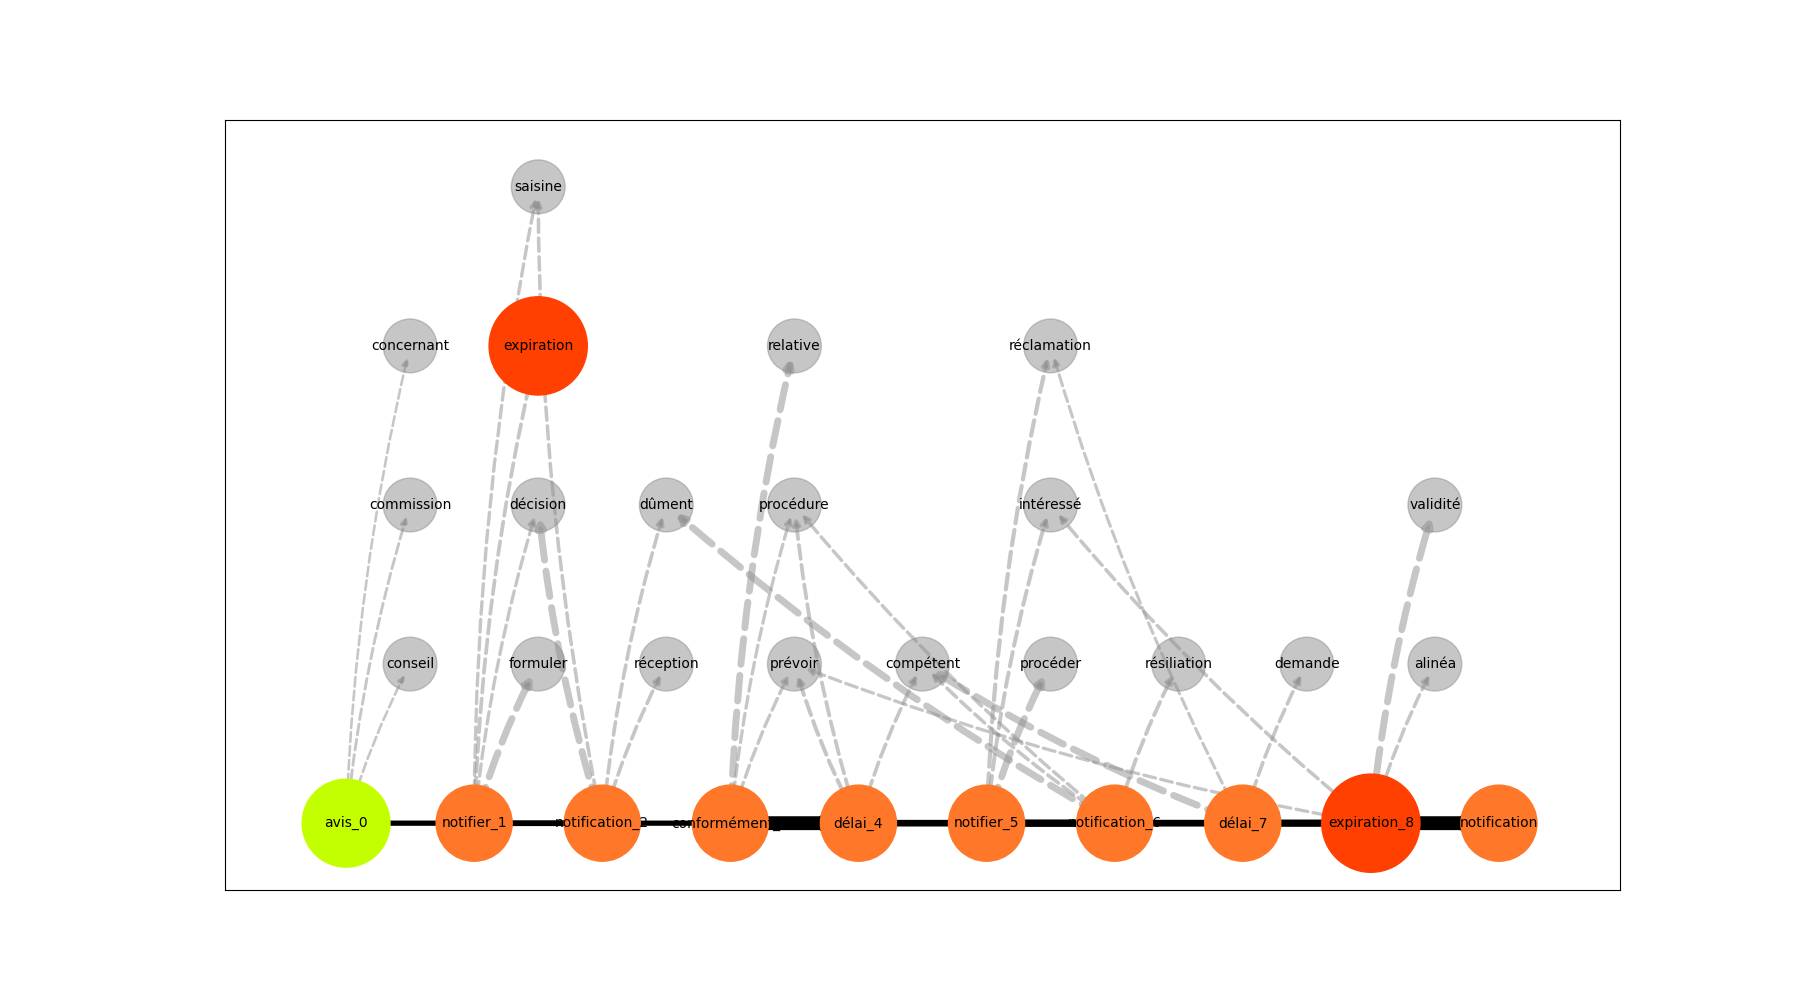 saisine
concernant
expiration
relative
réclamation
commission
décision
dûment
procédure
intéressé
validité
conseil
formuler
réception
prévoir
compétent
procéder
résiliation
demande
alinéa
avis_0
notifier_1
notification_2
conformément_
délai_4
notifier_5
notification_6
délai_7
expiration_8
notification